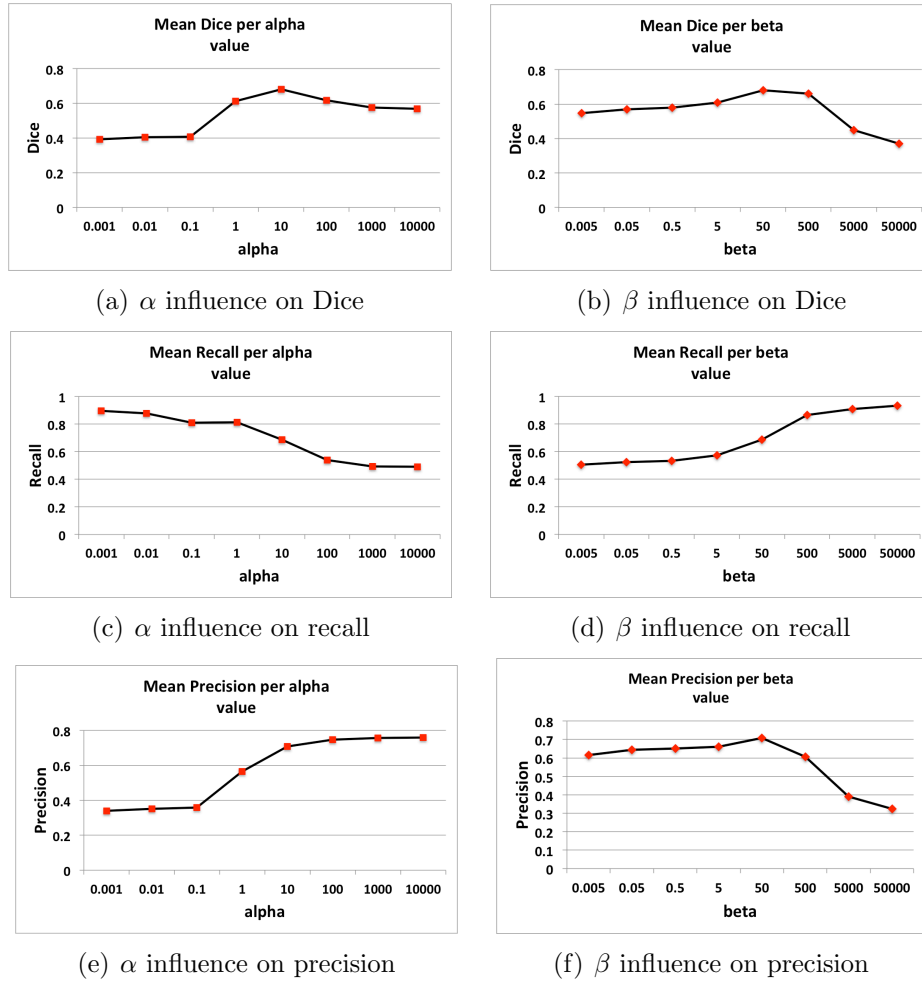 Mean Dice per alpha
value
0.8
0.6
0.4
0.2
0
Dice
0.001 0.01 0.1 1 10 100 1000 10000
alpha
(a) α influence on Dice
Mean Dice per beta
value
0.8
0.6
0.4
0.2
0
Dice
0.005 0.05 0.5 5 50 500 5000 50000
beta
(b) β influence on Dice
Mean Recall per alpha
value
1
0.8
0.6
0.4
0.2
0
Recall
0.001 0.01 0.1 1 10 100 1000 10000
alpha
(c) α influence on recall
Mean Recall per beta
value
1
0.8
0.6
0.4
0.2
0
Recall
0.005 0.05 0.5 5 50 500 5000 50000
beta
(d) β influence on recall
Mean Precision per alpha
value
0.8
0.6
0.4
0.2
0
Precision
0.001 0.01 0.1 1 10 100 1000 10000
alpha
(e) α influence on precision
Mean Precision per beta
value
0.8
0.7
0.6
0.5
0.4
0.3
0.2
0.1
0
Precision
0.005 0.05 0.5 5 50 500 5000 50000
beta
(f) β influence on precision